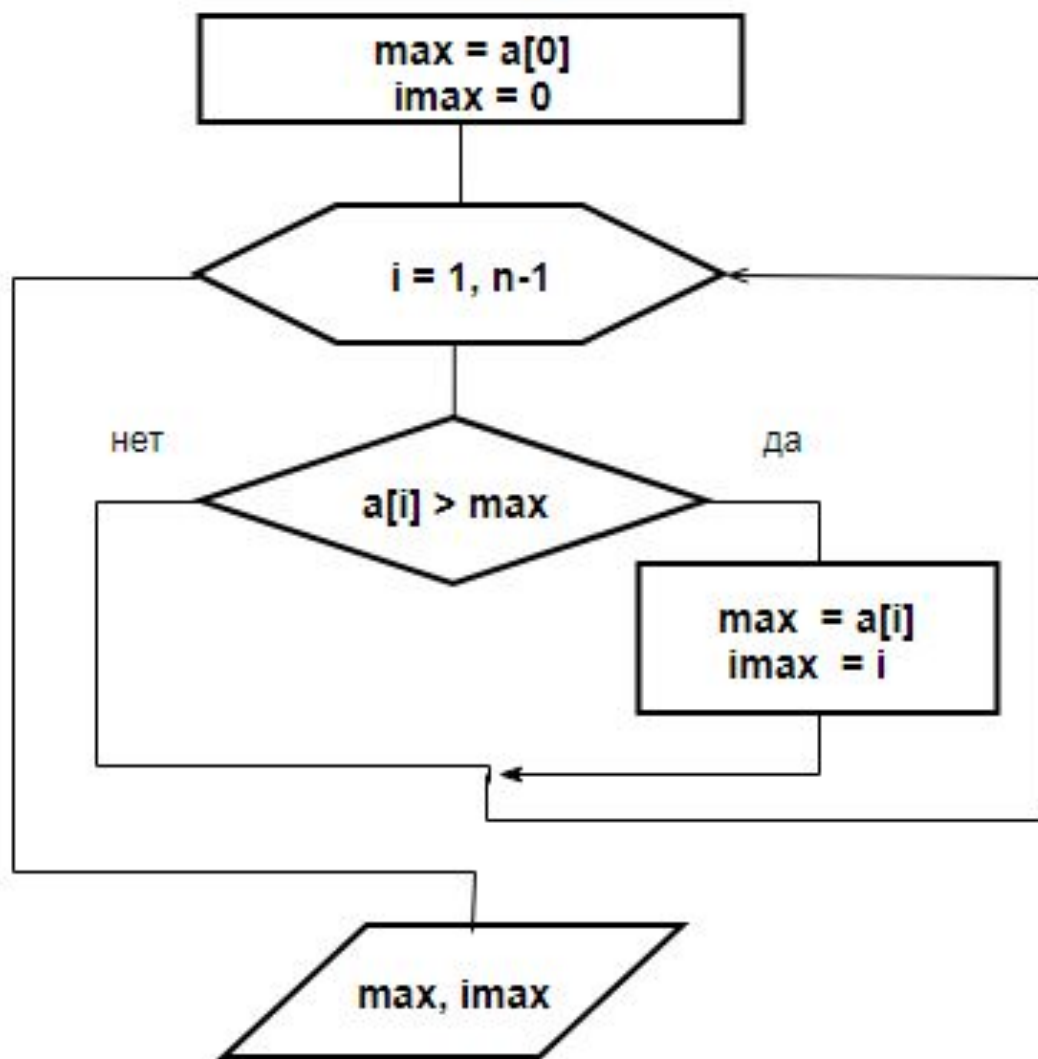 max = a[0]
imax = 0
i = 1, n-1
нет
да
a[i] > max
max = a[i]
imax = i
max, imax